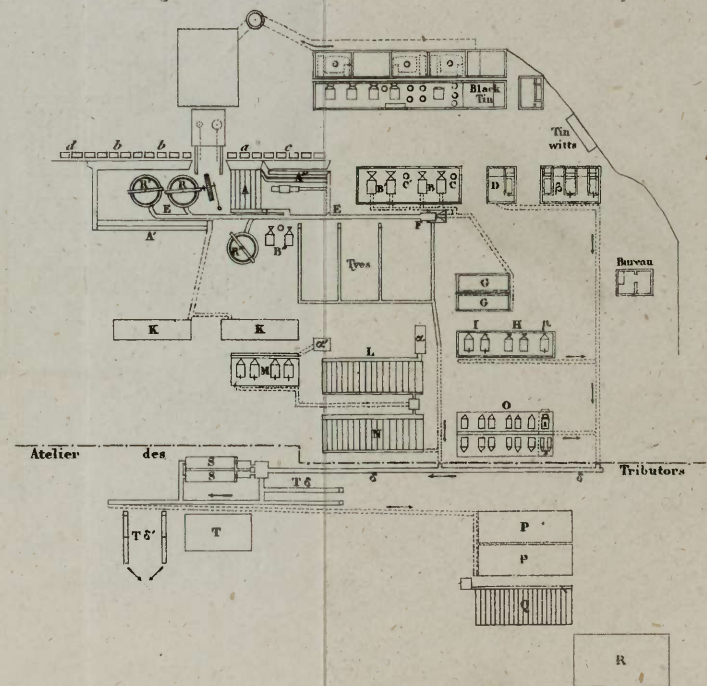 Black
Tin
Tin
witts
d b b a c
R' R A A'' B' C' B C D β
E E F
A' R'' B'' Tyes G
G
Bureau
K K I H
M α' L α
N O
Atelier des Tributors
S
S
T δ δ δ
T δ' T P
P
Q
R